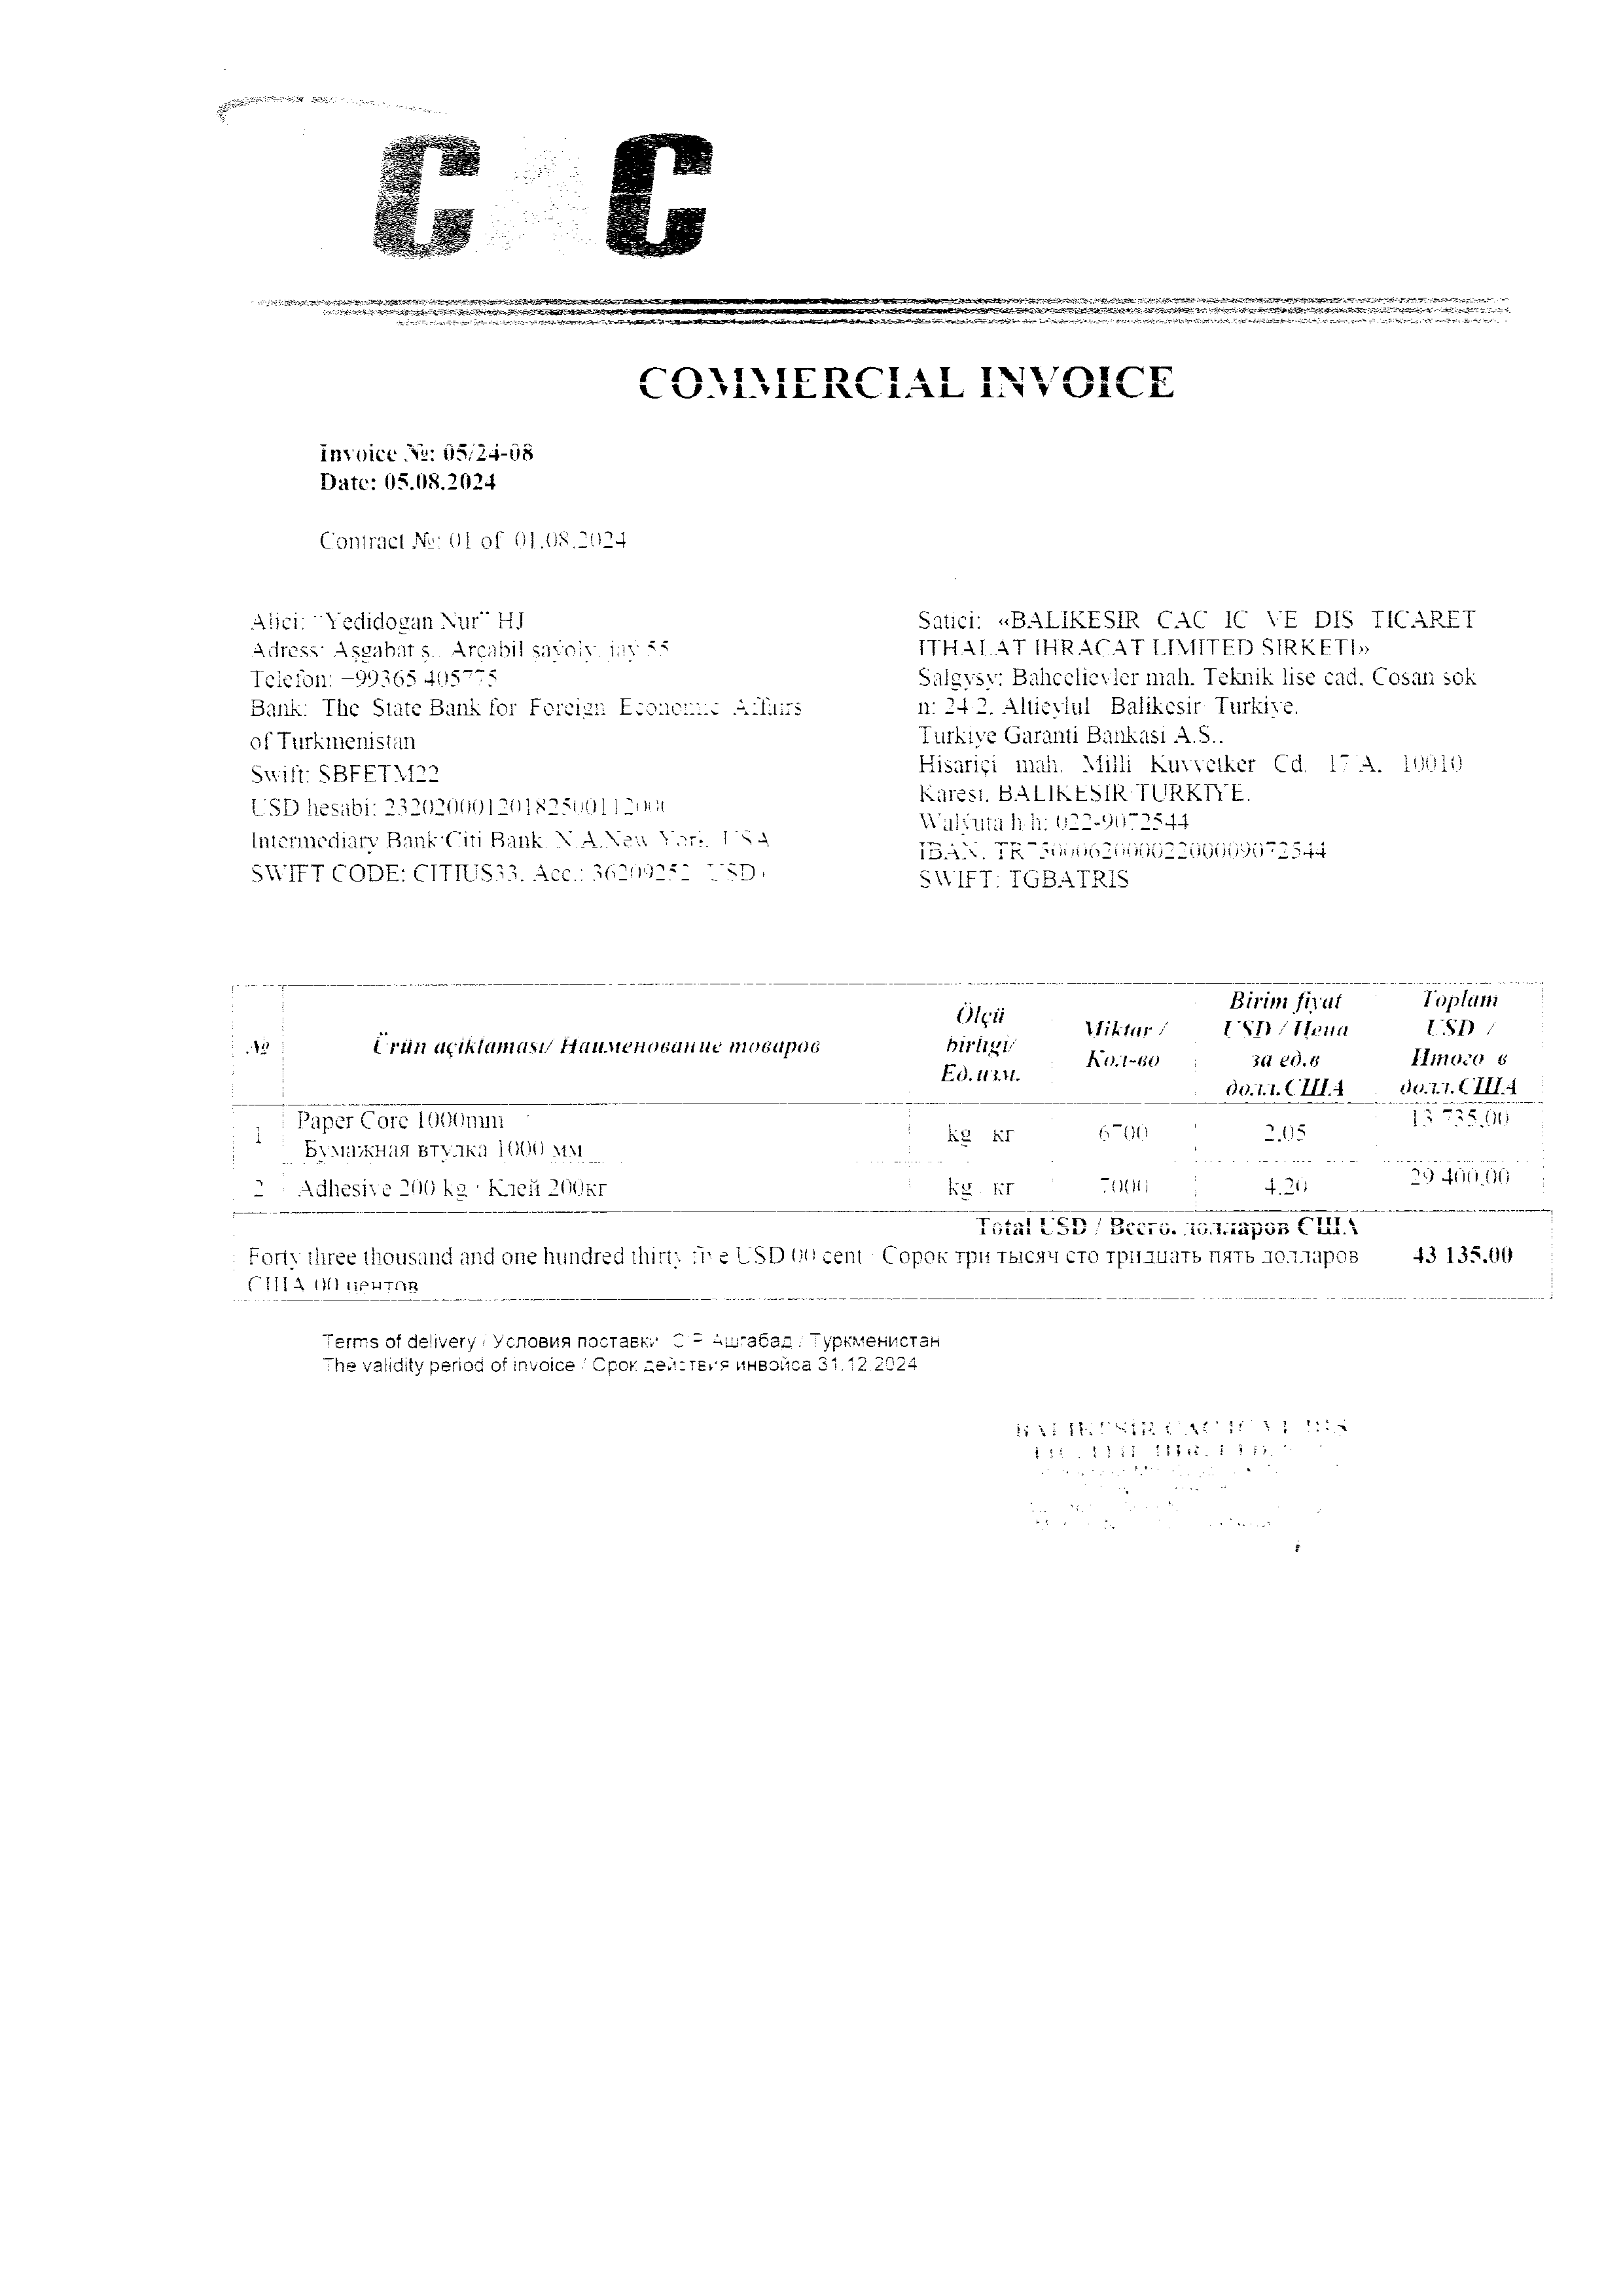 CAC
COMMERCIAL INVOICE
Invoice №: 05/24-08
Date: 05.08.2024
Contract №: 01 of 01.08.2024
Alici: "Yedidogan Nur" HJ
Adress: Aşgabat ş., Arçabil şayoly, jay 55
Telefon: +99365 405775
Bank: The State Bank for Foreign Economic Affairs
of Turkmenistan
Swift: SBFETM22
USD hesabi:
Intermediary Bank:Citi Bank, N.A.New York, USA
SWIFT CODE: CITIUS33, Acc.: 36209252 USD
Satici: «BALIKESIR CAC IC VE DIS TICARET
ITHALAT IHRACAT LIMITED SIRKETI»
Salgysy: Bahcelievler mah. Teknik lise cad. Cosan sok
n: 24/2, Altieylul Balikesir Turkiye.
Turkiye Garanti Bankasi A.S..
Hisariçi mah. Milli Kuvvetker Cd. 17/A, 10010
Karesi, BALIKESIR/TURKIYE.
Walýuta h/h: 022-9072544
IBAN: TR750006200002200009072544
SWIFT: TGBATRIS
№
Ürün açiklamasi/ Наименование товаров
Ölçü
birligi/
Ед.изм.
Miktar /
Кол-во
Birim fiyat
USD / Цена
за ед.в
долл.США
Toplam
USD /
Итого в
долл.США
1
Paper Core 1000mm
Бумажная втулка 1000 мм
kg кг
6700
2,05
13 735,00
2
Adhesive 200 kg / Клей 200кг
kg кг
7000
4,20
29 400,00
Total USD / Всего, долларов США
Forty three thousand and one hundred thirty five USD 00 cent / Сорок три тысяч сто тридцать пять долларов
США 00 центов
43 135,00
Terms of delivery / Условия поставки Ашгабад / Туркменистан
The validity period of invoice / Срок действия инвойса 31.12.2024
BALIKESİR CAC IC VE DIS